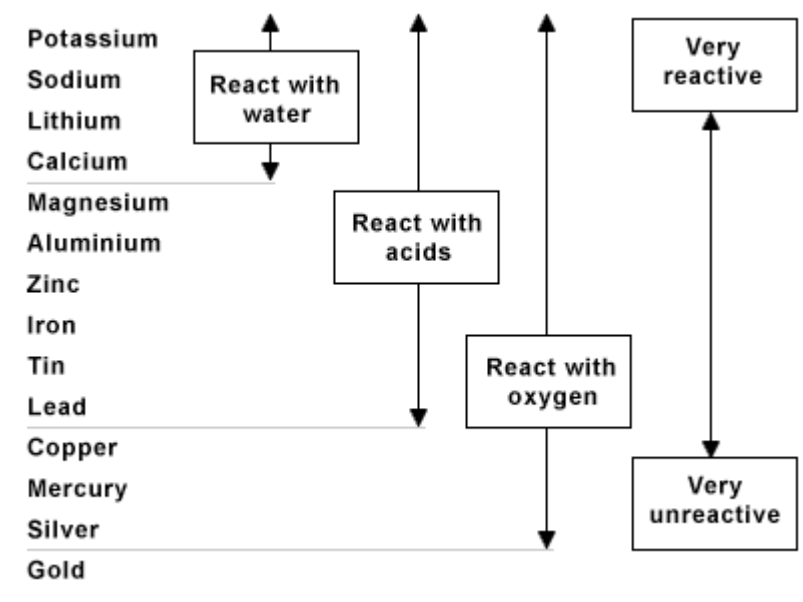 Potassium
Sodium
Lithium
Calcium
Magnesium
Aluminium
Zinc
Iron
Tin
Lead
Copper
Mercury
Silver
Gold
React with
water
React with
acids
React with
oxygen
Very
reactive
Very
unreactive